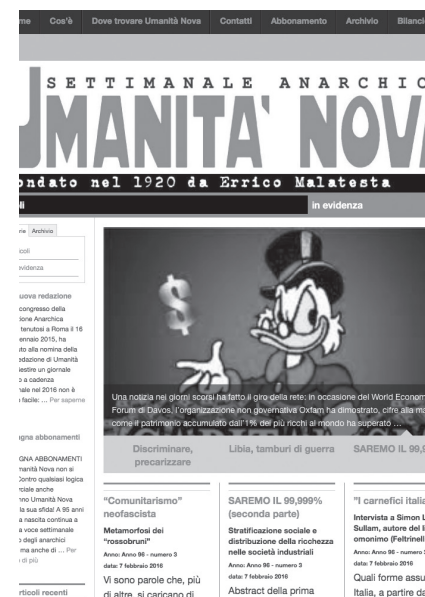 Cos'è Dove trovare Umanità Nova Contatti Abbonamento Archivio
SETTIMANALE ANARCHIC
UMANITA' NOVA
ondato nel 1920 da Errico Malatesta
in evidenza
rie Archivio
coli
evidenza
uova redazione
congresso della
ione Anarchica
tenutosi a Roma il 16
ennaio 2015, ha
ato alla nomina della
edazione di Umanità
iestire un giornale
o a cadenza
nale nel 2016 non è
facile: ... Per saperne
Una notizia nei giorni scorsi ha fatto il giro della rete: in occasione del World Econom
Forum di Davos. l'organizzazione non governativa Oxfam ha dimostrato, cifre alla ma
come il patrimonio accumulato dall'1% dei più ricchi al mondo ha superato ...
Discriminare,
precarizzare
Libia, tamburi di guerra
SAREMO IL 99,9
gna abbonamenti
GNA ABBONAMENTI
manità Nova non si
Contro qualsiasi logica
rciale anche
nno Umanità Nova
la sua sfida! A 95 anni
a nascita continua a
a voce settimanale
o degli anarchici
ma anche di ... Per
e di più
rticoli recenti
"Comunitarismo"
neofascista
Metamorfosi dei
"rossobruni"
Anno: Anno 96 - numero 3
data: 7 febbraio 2016
Vi sono parole che, più
di altre, si caricano di
SAREMO IL 99,999%
(seconda parte)
Stratificazione sociale e
distribuzione della ricchezza
nelle società industriali
Anno: Anno 96 - numero 3
data: 7 febbraio 2016
Abstract della prima
"I carnefici italia
Intervista a Simon L
Sullam, autore del li
omonimo (Feltrinell
Anno: Anno 96 - numero
data: 7 febbraio 2016
Quali forme assu
Italia, a partire da